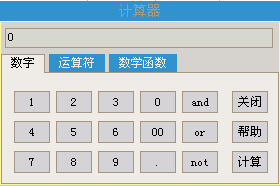 计算器
0
数字 运算符 数学函数
1 2 3 0 and 关闭
4 5 6 00 or 帮助
7 8 9 . not 计算